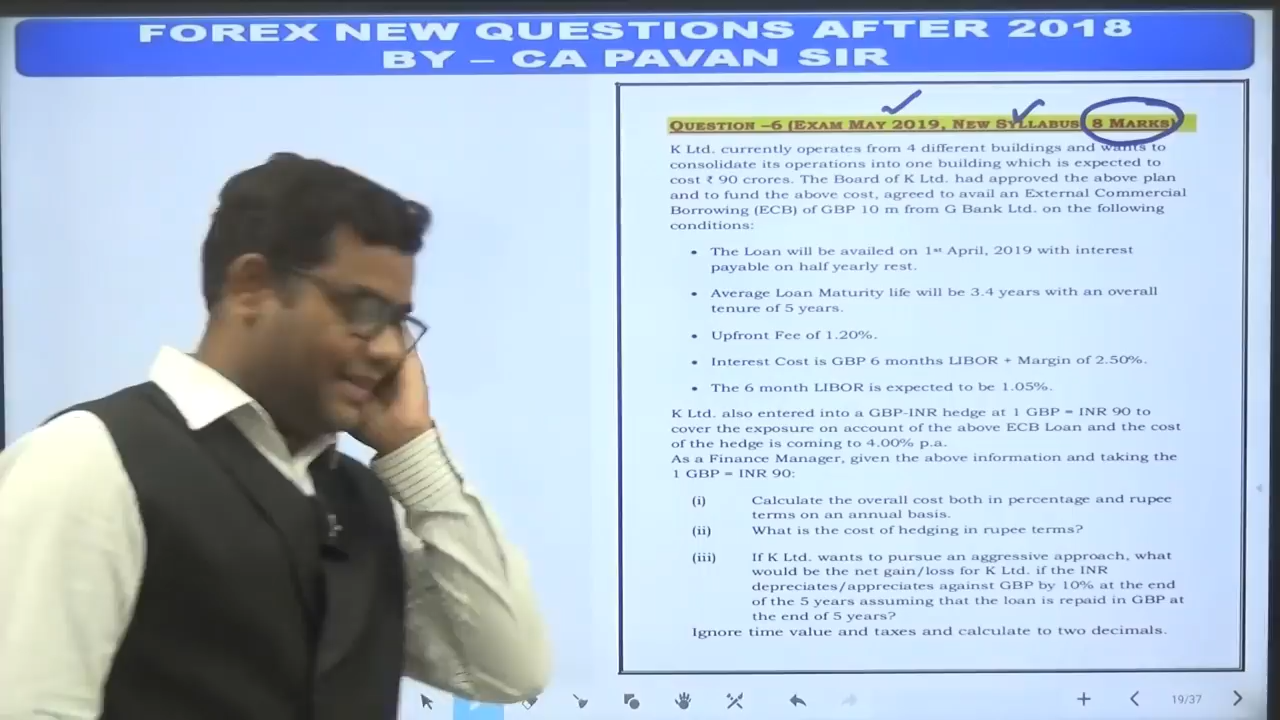 FOREX NEW QUESTIONS AFTER 2018
BY – CA PAVAN SIR
QUESTION –6 (EXAM MAY 2019, NEW SYLLABUS, 8 MARKS)
K Ltd. currently operates from 4 different buildings and wants to
consolidate its operations into one building which is expected to
cost ₹ 90 crores. The Board of K Ltd. had approved the above plan
and to fund the above cost, agreed to avail an External Commercial
Borrowing (ECB) of GBP 10 m from G Bank Ltd. on the following
conditions:
• The Loan will be availed on 1st April, 2019 with interest
payable on half yearly rest.
• Average Loan Maturity life will be 3.4 years with an overall
tenure of 5 years.
• Upfront Fee of 1.20%.
• Interest Cost is GBP 6 months LIBOR + Margin of 2.50%.
• The 6 month LIBOR is expected to be 1.05%.
K Ltd. also entered into a GBP-INR hedge at 1 GBP = INR 90 to
cover the exposure on account of the above ECB Loan and the cost
of the hedge is coming to 4.00% p.a.
As a Finance Manager, given the above information and taking the
1 GBP = INR 90:
(i) Calculate the overall cost both in percentage and rupee
terms on an annual basis.
(ii) What is the cost of hedging in rupee terms?
(iii) If K Ltd. wants to pursue an aggressive approach, what
would be the net gain/loss for K Ltd. if the INR
depreciates/appreciates against GBP by 10% at the end
of the 5 years assuming that the loan is repaid in GBP at
the end of 5 years?
Ignore time value and taxes and calculate to two decimals.
19/37